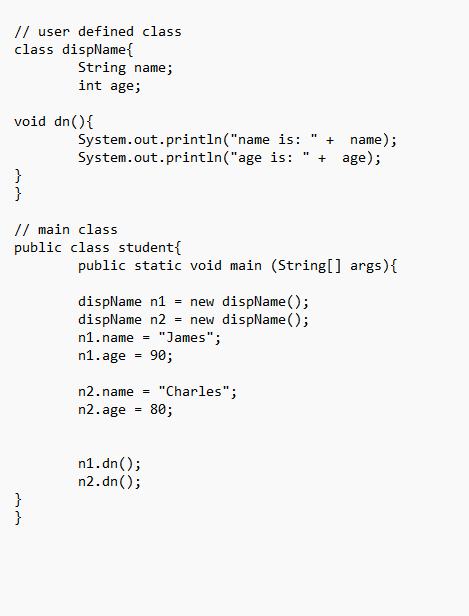 // user defined class
class dispName{
        String name;
        int age;

void dn(){
        System.out.println("name is: " +  name);
        System.out.println("age is: " +  age);
}
}

// main class
public class student{
        public static void main (String[] args){

        dispName n1 = new dispName();
        dispName n2 = new dispName();
        n1.name = "James";
        n1.age = 90;

        n2.name = "Charles";
        n2.age = 80;


        n1.dn();
        n2.dn();
}
}